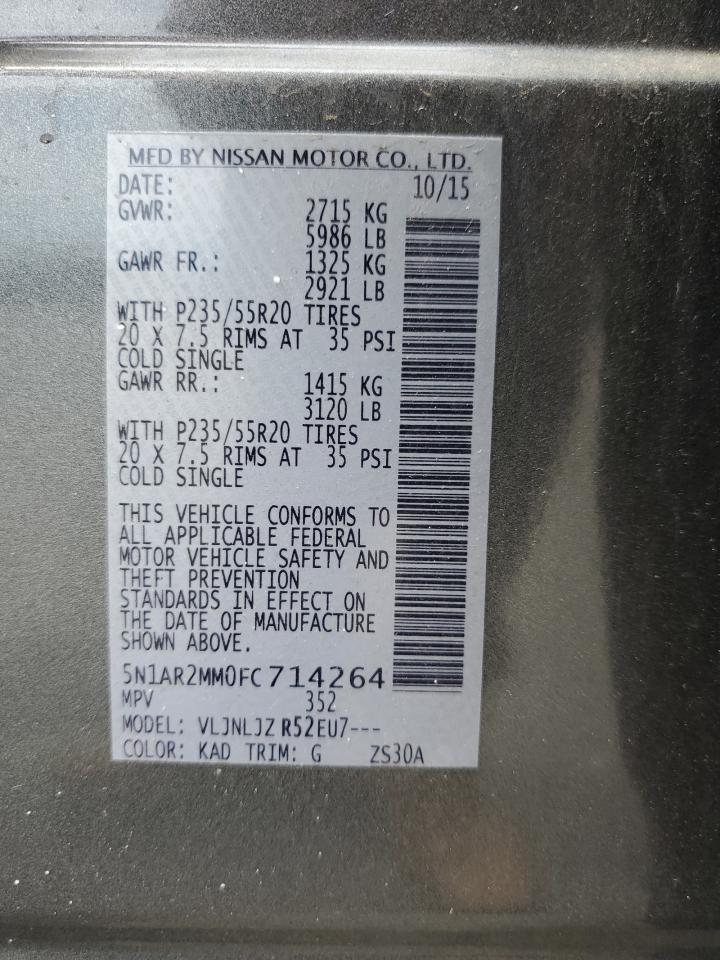 MFD BY NISSAN MOTOR CO., LTD.
DATE: 10/15
GVWR: 2715 KG
5986 LB
GAWR FR.: 1325 KG
2921 LB
WITH P235/55R20 TIRES
20 X 7.5 RIMS AT 35 PSI
COLD SINGLE
GAWR RR.: 1415 KG
3120 LB
WITH P235/55R20 TIRES
20 X 7.5 RIMS AT 35 PSI
COLD SINGLE
THIS VEHICLE CONFORMS TO
ALL APPLICABLE FEDERAL
MOTOR VEHICLE SAFETY AND
THEFT PREVENTION
STANDARDS IN EFFECT ON
THE DATE OF MANUFACTURE
SHOWN ABOVE.
5N1AR2MM0FC714264
MPV 352
MODEL: VLJNLJZ R52EU7---
COLOR: KAD TRIM: G ZS30A